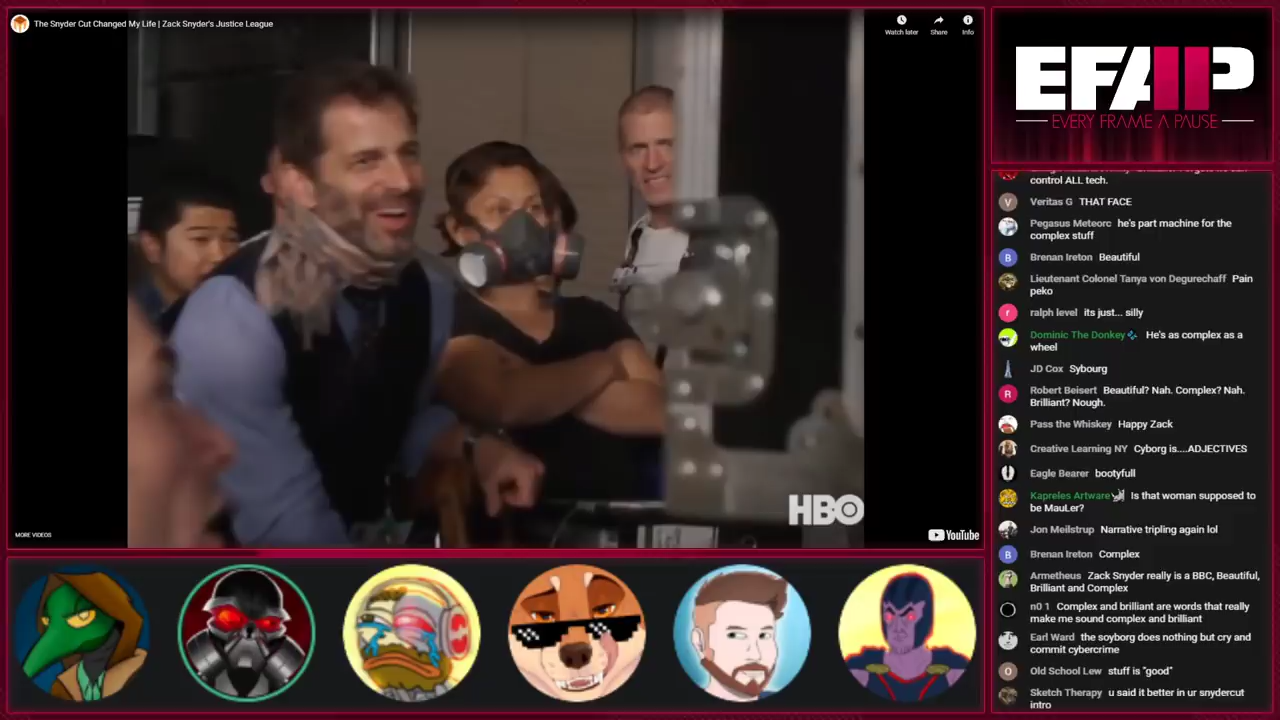 The Snyder Cut Changed My Life | Zack Snyder's Justice League
Watch later
Share
Info
HBO
MORE VIDEOS
YouTube
EFAP
EVERY FRAME A PAUSE
control ALL tech.
Veritas G THAT FACE
Pegasus Meteorc he's part machine for the
complex stuff
Brenan Ireton Beautiful
Lieutenant Colonel Tanya von Degurechaff Pain
peko
ralph level its just... silly
Dominic The Donkey He's as complex as a
wheel
JD Cox Sybourg
Robert Beisert Beautiful? Nah. Complex? Nah.
Brilliant? Nough.
Pass the Whiskey Happy Zack
Creative Learning NY Cyborg is....ADJECTIVES
Eagle Bearer bootyfull
Kapreles Artware Is that woman supposed to
be MauLer?
Jon Meilstrup Narrative tripling again lol
Brenan Ireton Complex
Armetheus Zack Snyder really is a BBC, Beautiful,
Brilliant and Complex
n0 1 Complex and brilliant are words that really
make me sound complex and brilliant
Earl Ward the soyborg does nothing but cry and
commit cybercrime
Old School Lew stuff is "good"
Sketch Therapy u said it better in ur snydercut
intro